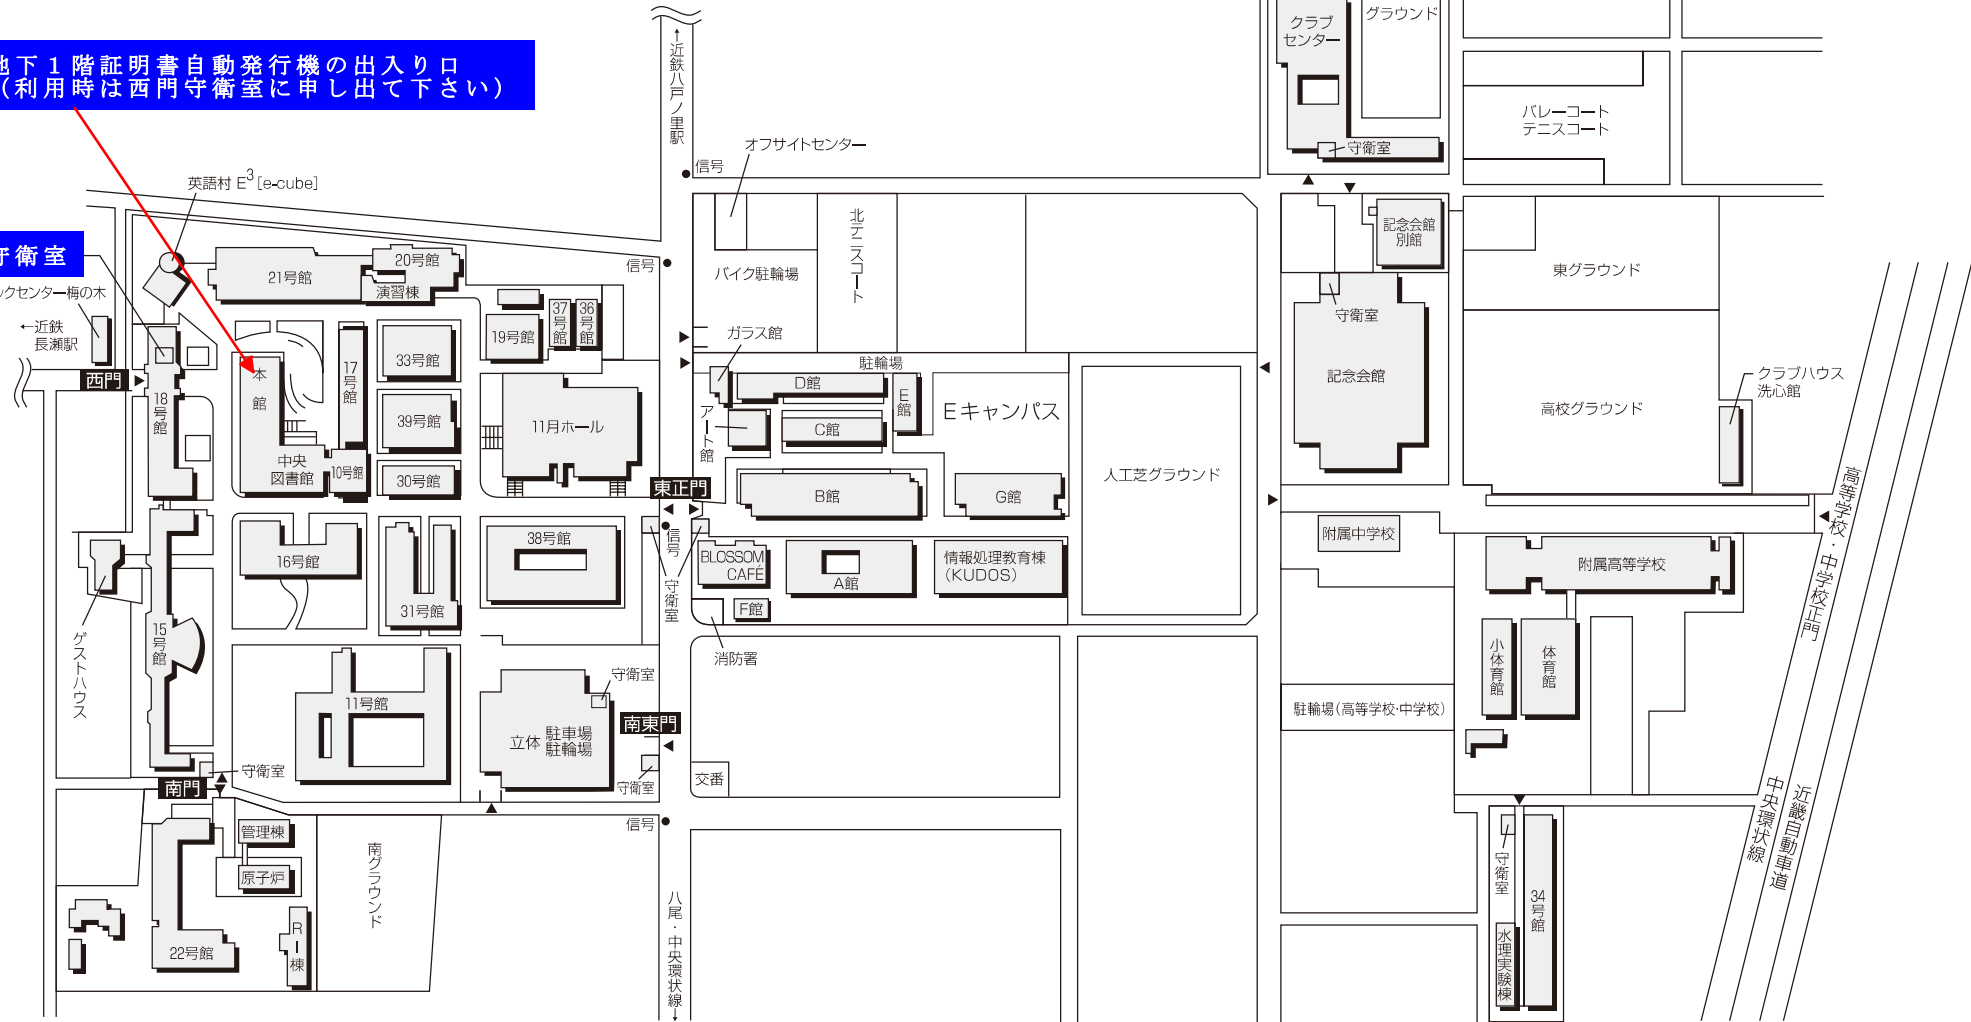 地下１階証明書自動発行機の出入り口
(利用時は西門守衛室に申し出て下さい)
守衛室
英語村 E³ [e-cube]
センター梅の木
←近鉄
長瀬駅
西門
21号館
20号館
演習棟
本館
中央
図書館
17号館
10号館
33号館
39号館
30号館
19号館
37号館
36号館
18号館
11月ホール
東正門
16号館
31号館
38号館
15号館
ゲストハウス
11号館
立体 駐車場
駐輪場
守衛室
南東門
守衛室
守衛室
南門
管理棟
原子炉
R-棟
22号館
南グラウンド
↑近鉄八戸ノ里駅
信号
信号
信号
信号
守衛室
八尾・中央環状線→
オフサイトセンター
バイク駐輪場
北テニスコート
ガラス館
駐輪場
D館
E館
アート館
C館
Eキャンパス
B館
G館
BLOSSOM
CAFÉ
A館
情報処理教育棟
(KUDOS)
F館
消防署
交番
人工芝グラウンド
クラブ
センター
グラウンド
守衛室
バレーコート
テニスコート
記念会館
別館
守衛室
記念会館
東グラウンド
高校グラウンド
クラブハウス
洗心館
附属中学校
附属高等学校
小体育館
体育館
駐輪場(高等学校・中学校)
守衛室
34号館
水理実験棟
高等学校・中学校正門
中央環状線
近畿自動車道